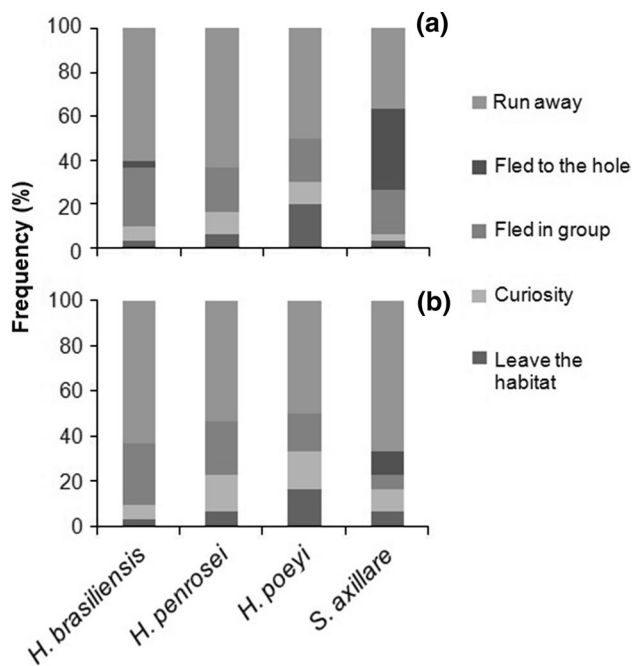 (a)
100
80
60
40
20
0
Frequency (%)
(b)
100
80
60
40
20
0
H. brasiliensis
H. penrosei
H. poeyi
S. axillare
Run away
Fled to the hole
Fled in group
Curiosity
Leave the
habitat